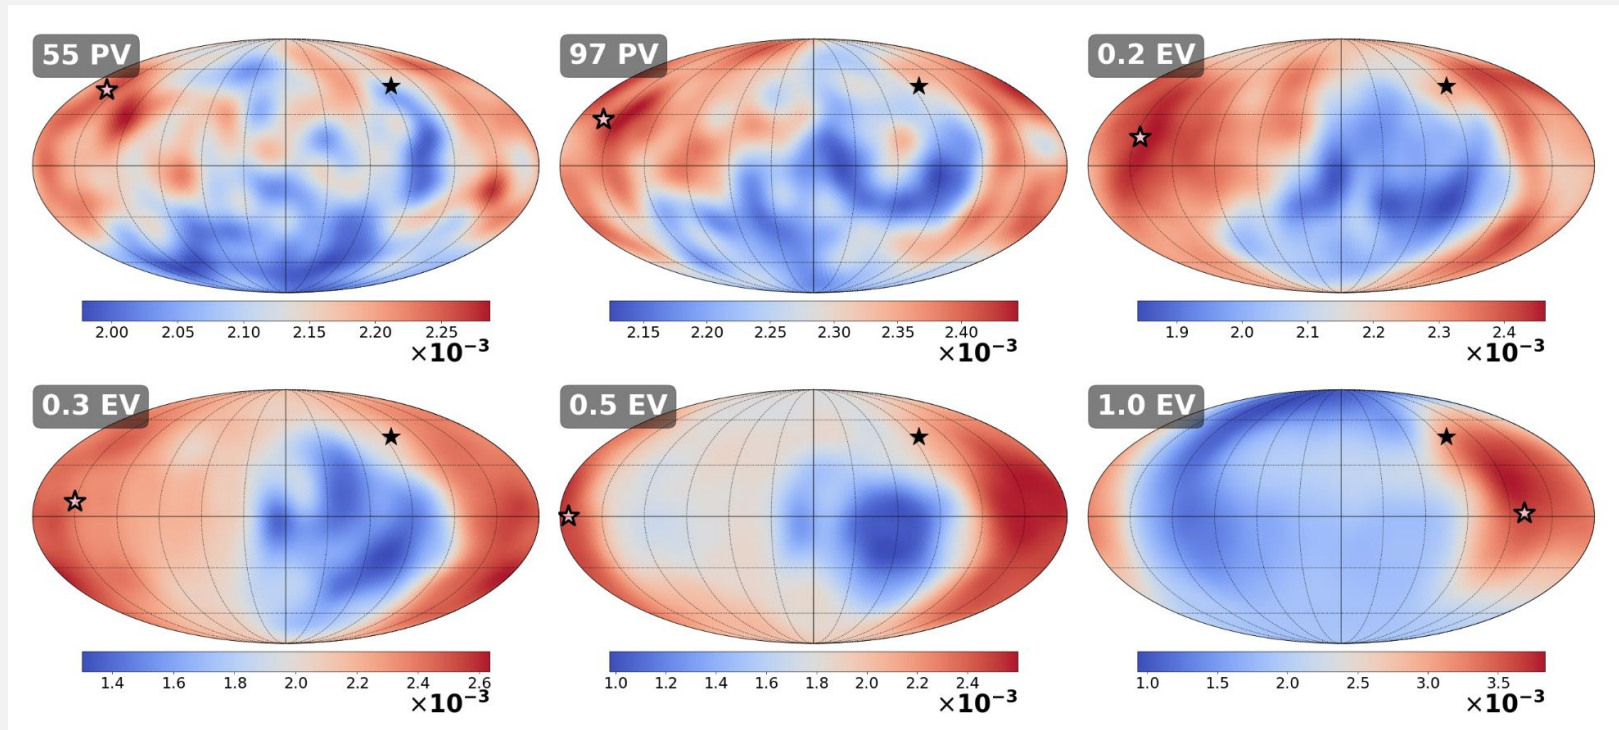 55 PV
97 PV
0.2 EV
2.00 2.05 2.10 2.15 2.20 2.25
×10⁻³
2.15 2.20 2.25 2.30 2.35 2.40
×10⁻³
1.9 2.0 2.1 2.2 2.3 2.4
×10⁻³
0.3 EV
0.5 EV
1.0 EV
1.4 1.6 1.8 2.0 2.2 2.4 2.6
×10⁻³
1.0 1.2 1.4 1.6 1.8 2.0 2.2 2.4
×10⁻³
1.0 1.5 2.0 2.5 3.0 3.5
×10⁻³